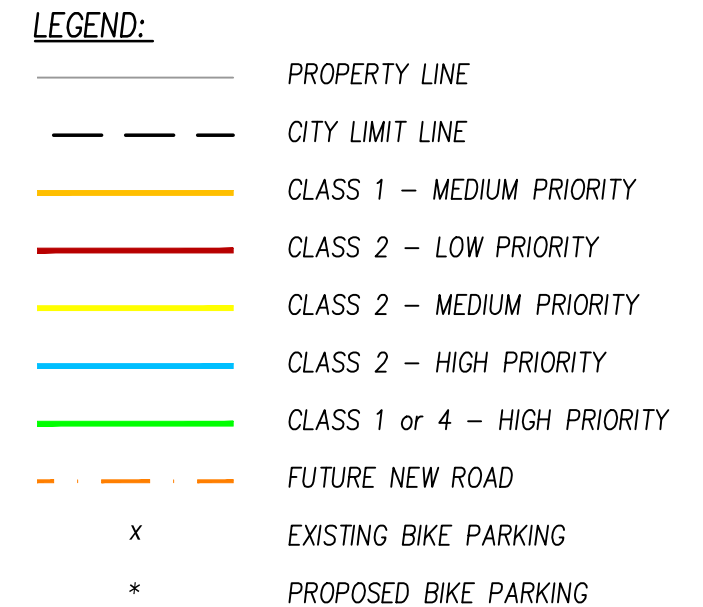 LEGEND:
PROPERTY LINE
CITY LIMIT LINE
CLASS 1 – MEDIUM PRIORITY
CLASS 2 – LOW PRIORITY
CLASS 2 – MEDIUM PRIORITY
CLASS 2 – HIGH PRIORITY
CLASS 1 or 4 – HIGH PRIORITY
FUTURE NEW ROAD
x EXISTING BIKE PARKING
* PROPOSED BIKE PARKING